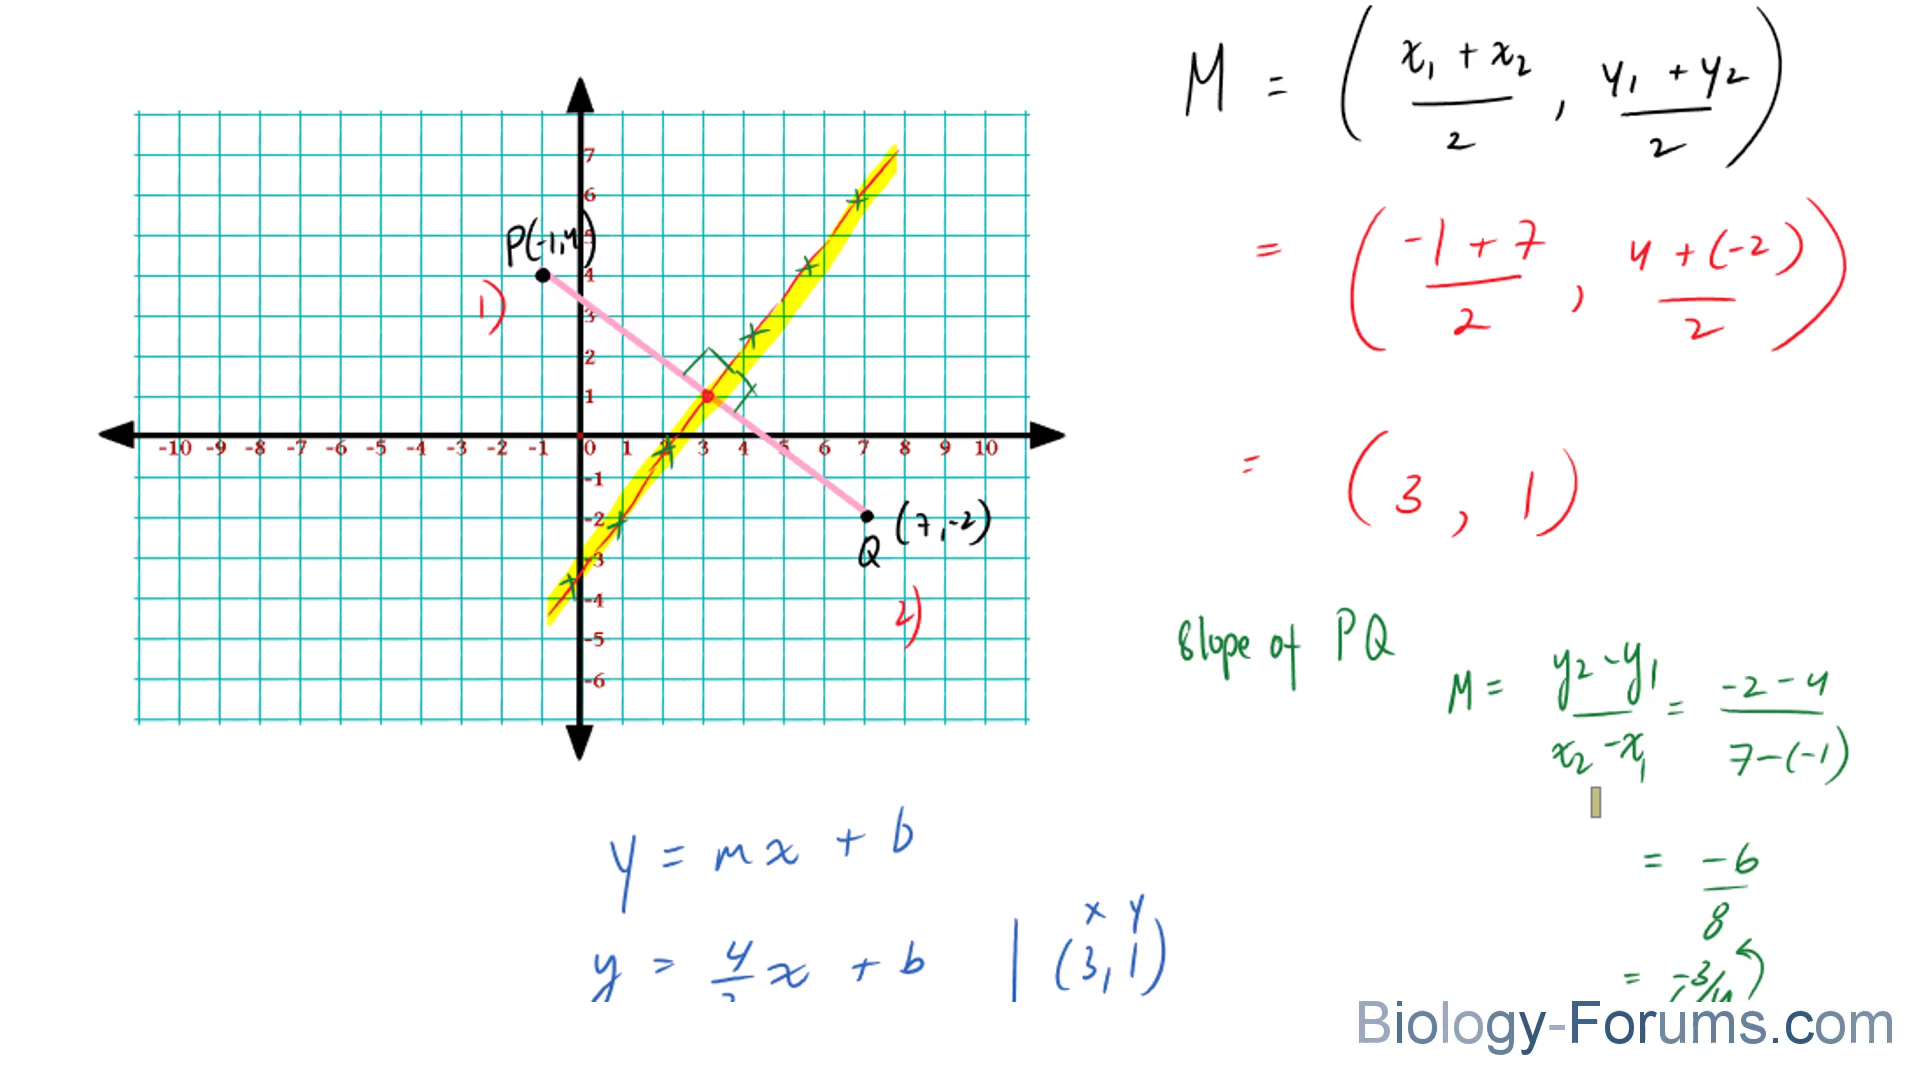 M = ( x₁ + x₂ / 2 , y₁ + y₂ / 2 )
= ( -1 + 7 / 2 , 4 + (-2) / 2 )
= ( 3 , 1 )
7
6
5
4
3
2
1
P(-1,4)
1)
-10 -9 -8 -7 -6 -5 -4 -3 -2 -1 0 1 2 3 4 5 6 7 8 9 10
-1
-2
-3
-4
-5
-6
(7,-2)
Q
2)
Slope of PQ
M = y₂ - y₁ / x₂ - x₁ = -2 - 4 / 7 - (-1)
= -6 / 8
= -3/4
y = mx + b
x y
y = 4/3 x + b | (3, 1)
Biology-Forums.com